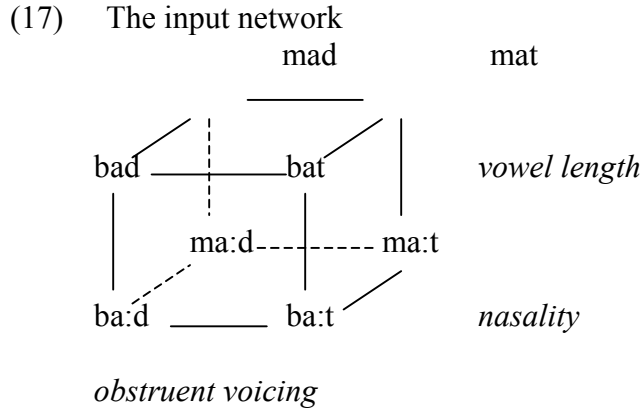 (17) The input network
mad mat
bad bat vowel length
ma:d ma:t
ba:d ba:t nasality
obstruent voicing